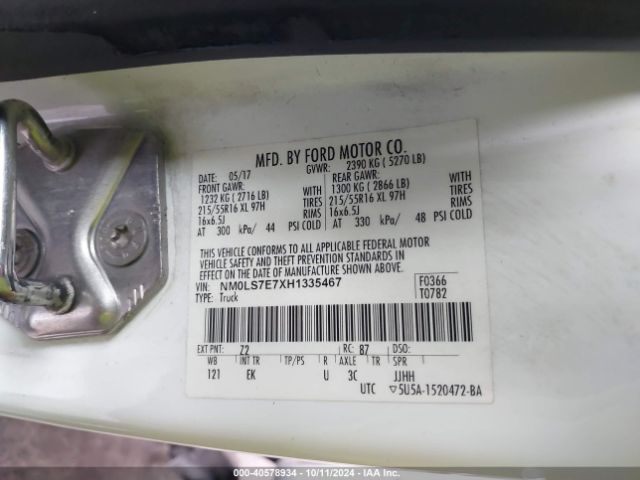 MFD. BY FORD MOTOR CO.
DATE: 05/17 GVWR: 2390 KG ( 5270 LB)
FRONT GAWR: REAR GAWR:
1232 KG ( 2716 LB) WITH 1300 KG ( 2866 LB) WITH
215/55R16 XL 97H TIRES 215/55R16 XL 97H TIRES
16x6.5J RIMS 16x6.5J RIMS
AT 300 kPa/ 44 PSI COLD AT 330 kPa/ 48 PSI COLD
THIS VEHICLE CONFORMS TO ALL APPLICABLE FEDERAL MOTOR
VEHICLE SAFETY AND THEFT PREVENTION STANDARDS IN
EFFECT ON THE DATE OF MANUFACTURE SHOWN ABOVE.
VIN: NM0LS7E7XH1335467 F0366
TYPE: Truck T0782
EXT PNT: Z2 RC: B7 DSO:
WB INT TR TP/PS R AXLE TR SPR
121 EK U 3C JJHH
UTC ▽5U5A-1520472-BA
000-40578934 - 10/11/2024 - IAA Inc.